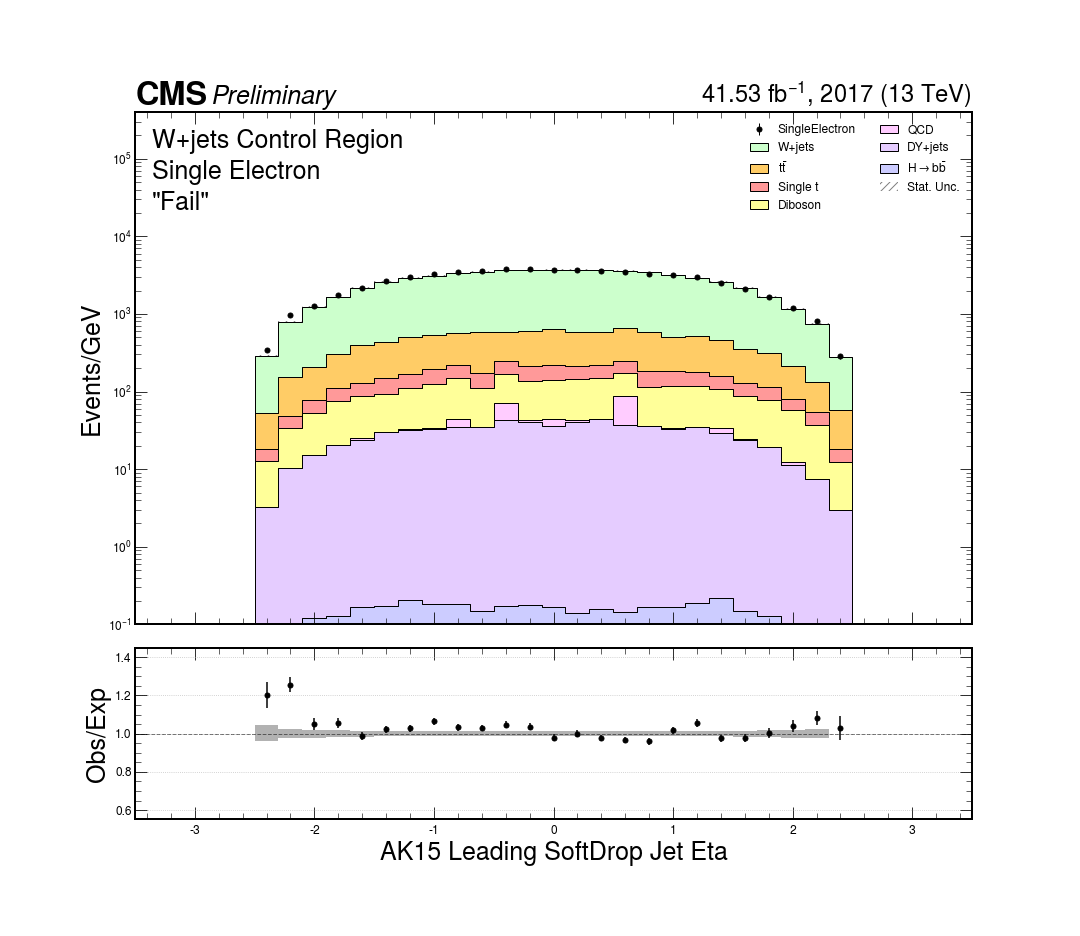 CMS Preliminary
41.53 fb⁻¹, 2017 (13 TeV)
W+jets Control Region
Single Electron
"Fail"
SingleElectron
W+jets
tt̄
Single t
Diboson
QCD
DY+jets
H→bb̄
Stat. Unc.
Events/GeV
10⁵
10⁴
10³
10²
10¹
10⁰
10⁻¹
Obs/Exp
1.4
1.2
1.0
0.8
0.6
-3 -2 -1 0 1 2 3
AK15 Leading SoftDrop Jet Eta